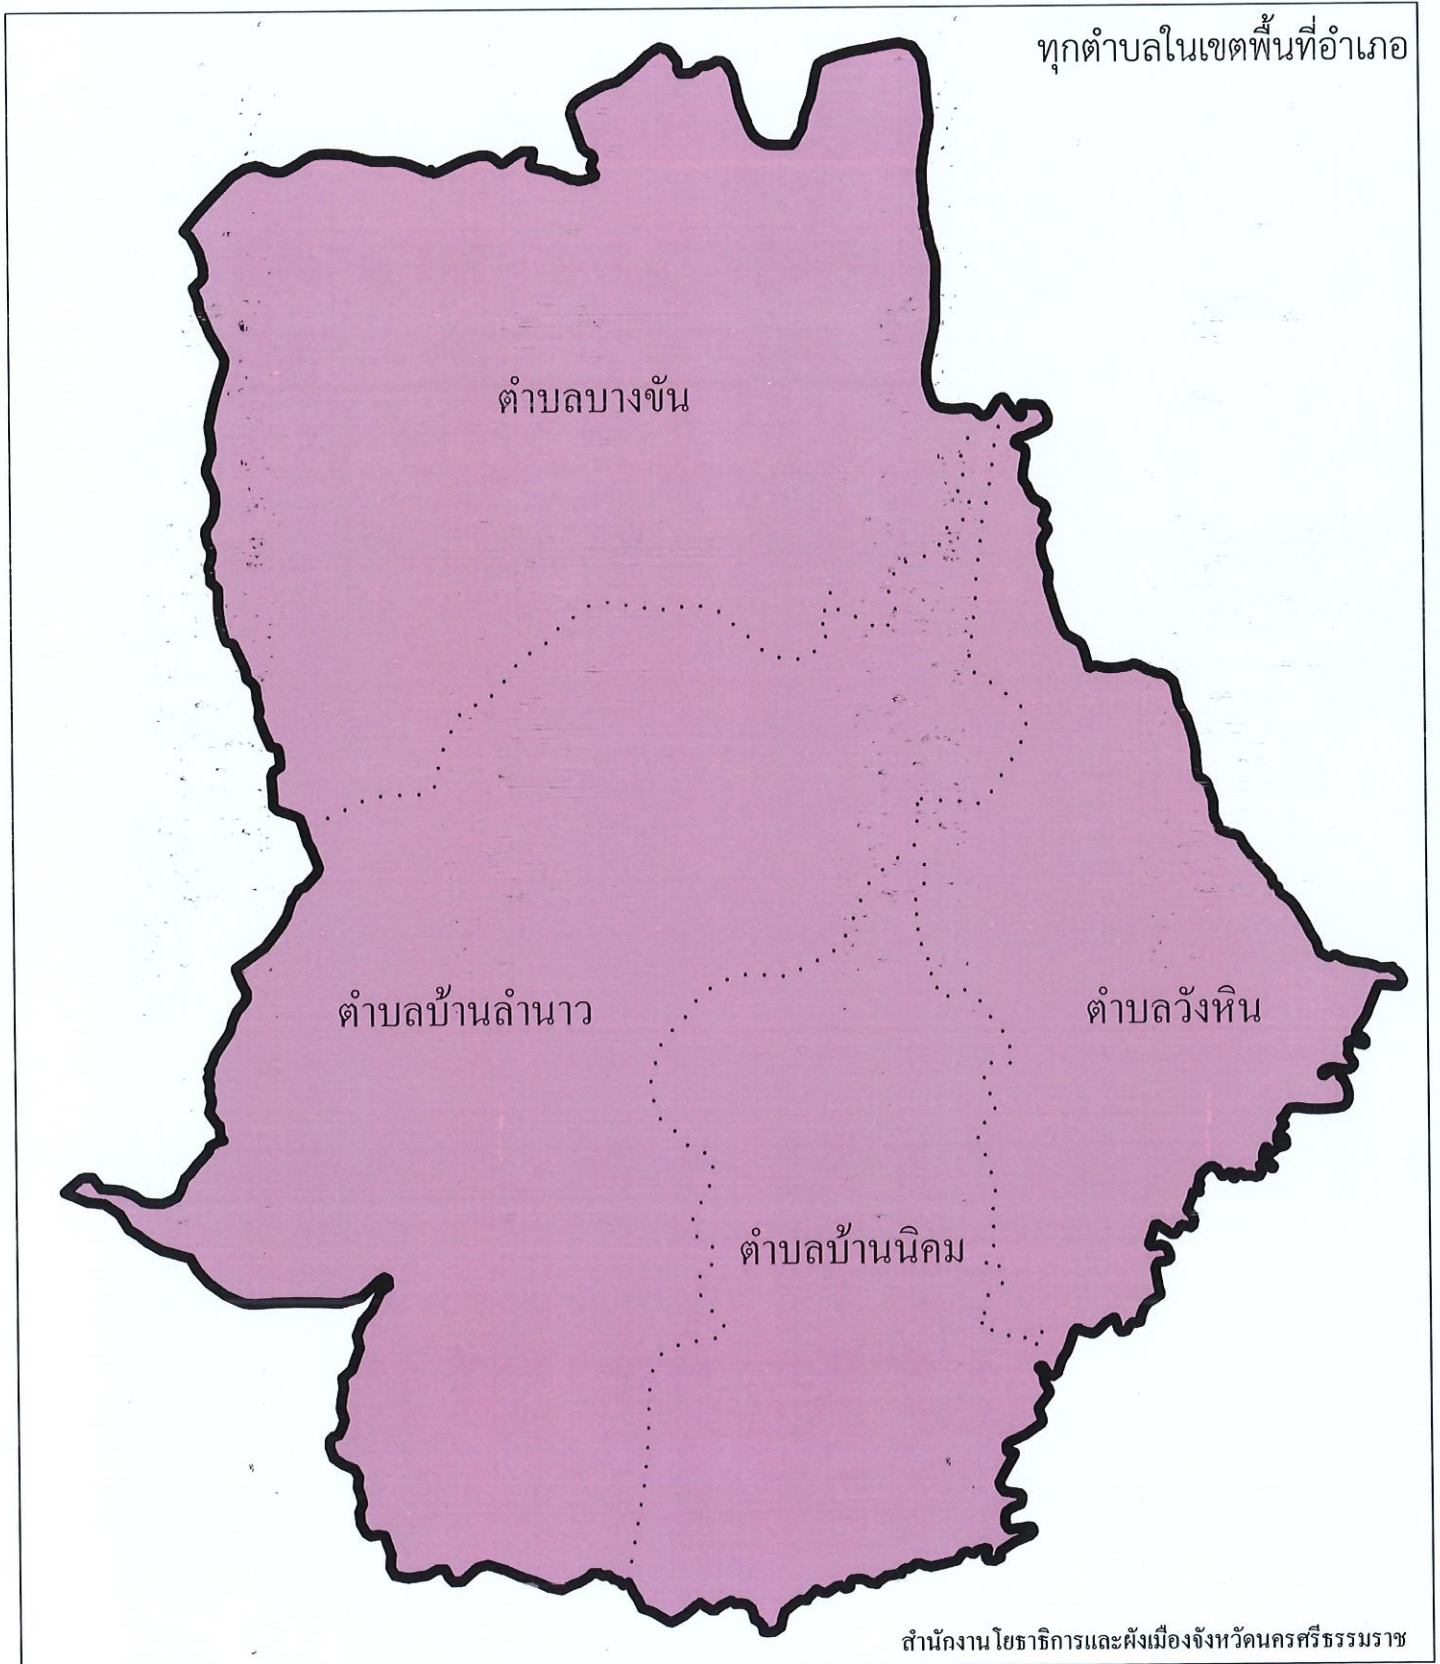 ทุกตำบลในเขตพื้นที่อำเภอ
ตำบลบางขัน
ตำบลบ้านลำนาว
ตำบลวังหิน
ตำบลบ้านนิคม
สำนักงานโยธาธิการและผังเมืองจังหวัดนครศรีธรรมราช